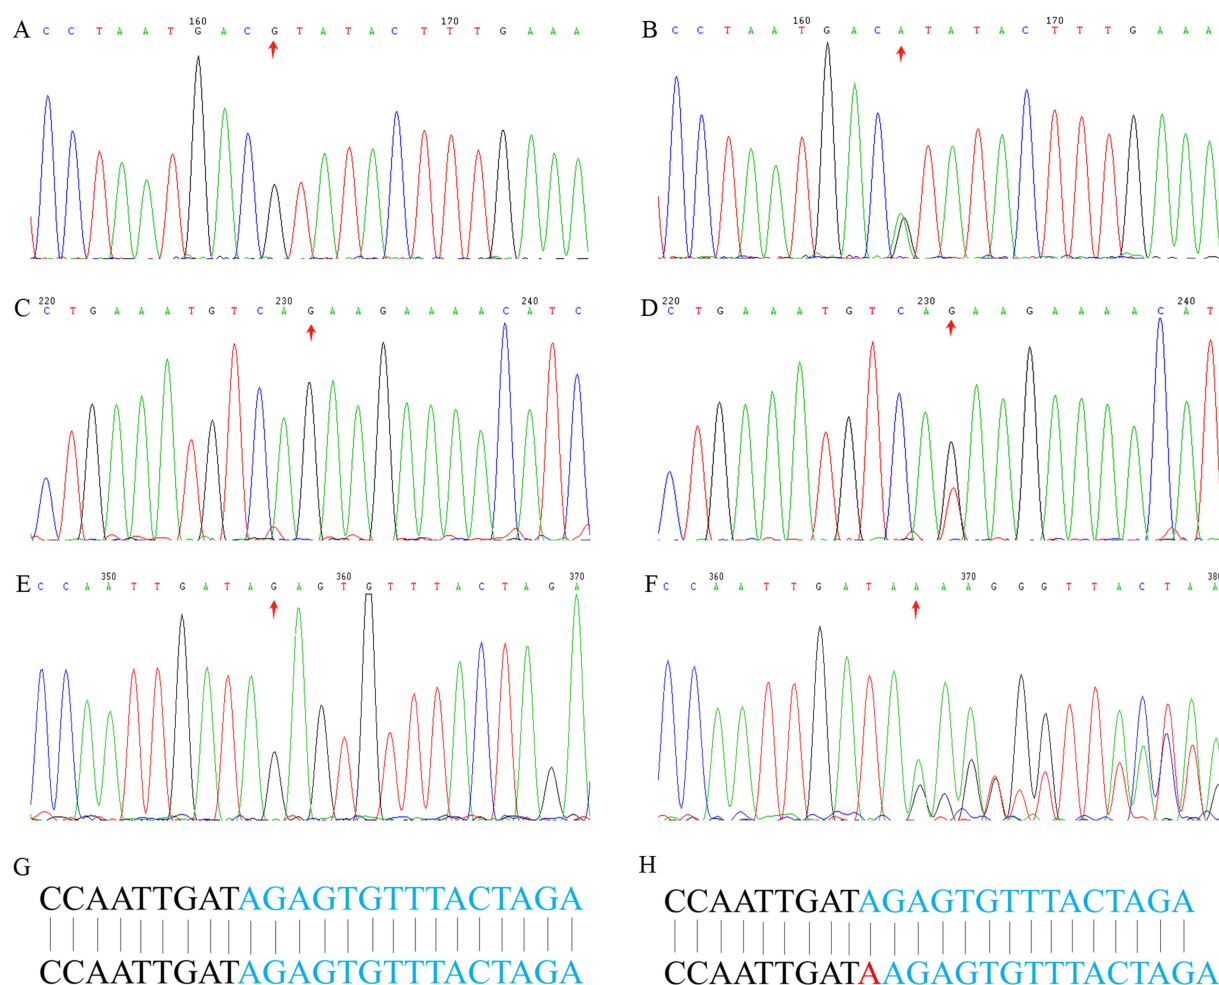 A
160 170
C C T A A T G A C G T A T A C T T T G A A A
B
160 170
C C T A A T G A C A T A T A C T T T G A A A
C
220 230 240
C T G A A A T G T C A G A A G A A A A C A T C
D
220 230 240
C T G A A A T G T C A G A A G A A A A C A T
E
350 360 370
C C A A T T G A T A G A G T G T T T A C T A G A
F
360 370 380
C C A A T T G A T A A A A G G G T T A C T A A
G
CCAATTGATAGAGTGTTTACTAGA
CCAATTGATAGAGTGTTTACTAGA
H
CCAATTGATAGAGTGTTTACTAGA
CCAATTGATAAGAGTGTTTACTAGA